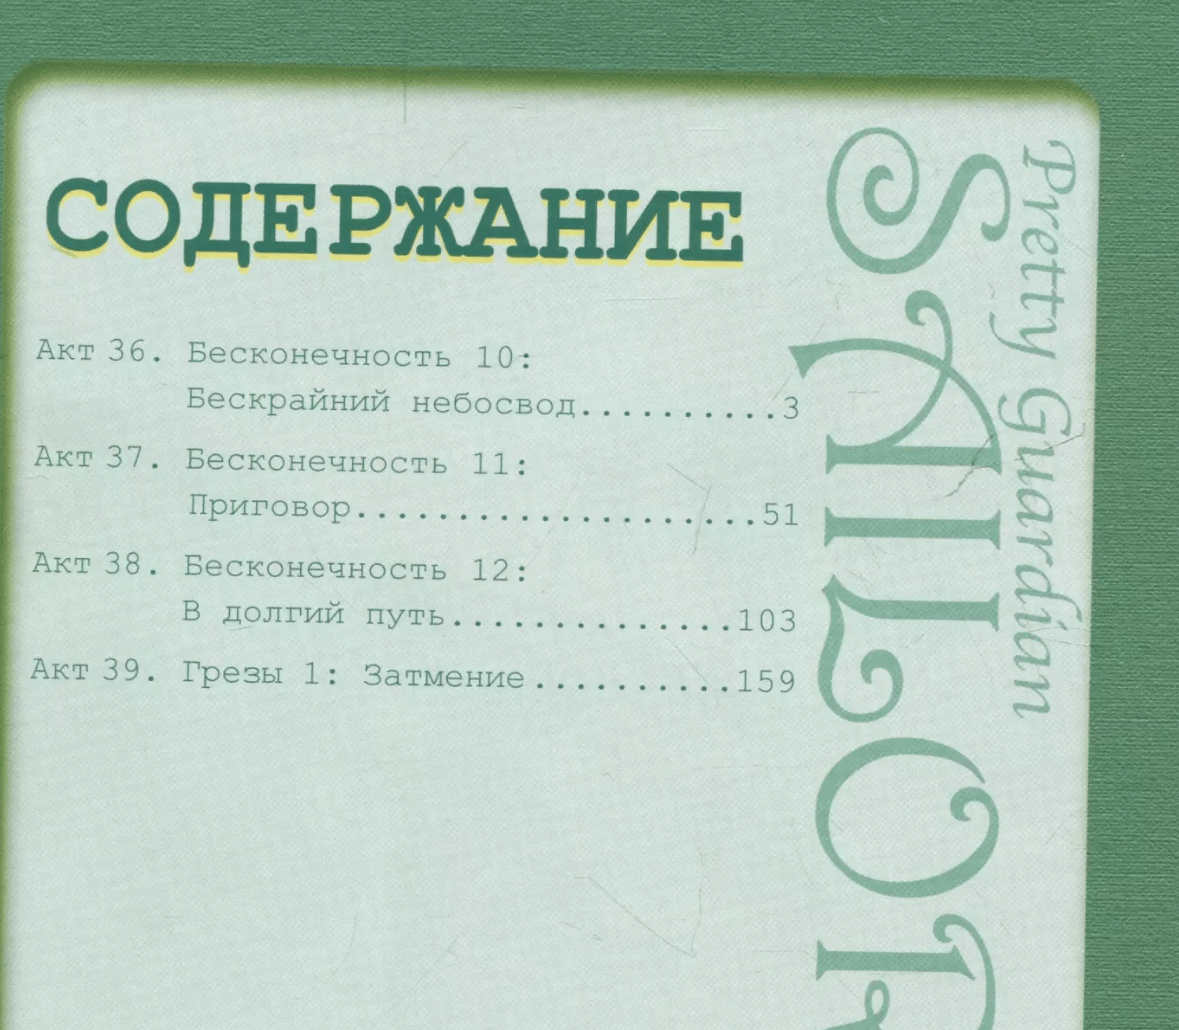 СОДЕРЖАНИЕ
Акт 36. Бесконечность 10:
Бескрайний небосвод..........3
Акт 37. Бесконечность 11:
Приговор....................51
Акт 38. Бесконечность 12:
В долгий путь..............103
Акт 39. Грезы 1: Затмение..........159
Pretty Guardian
SAILOR